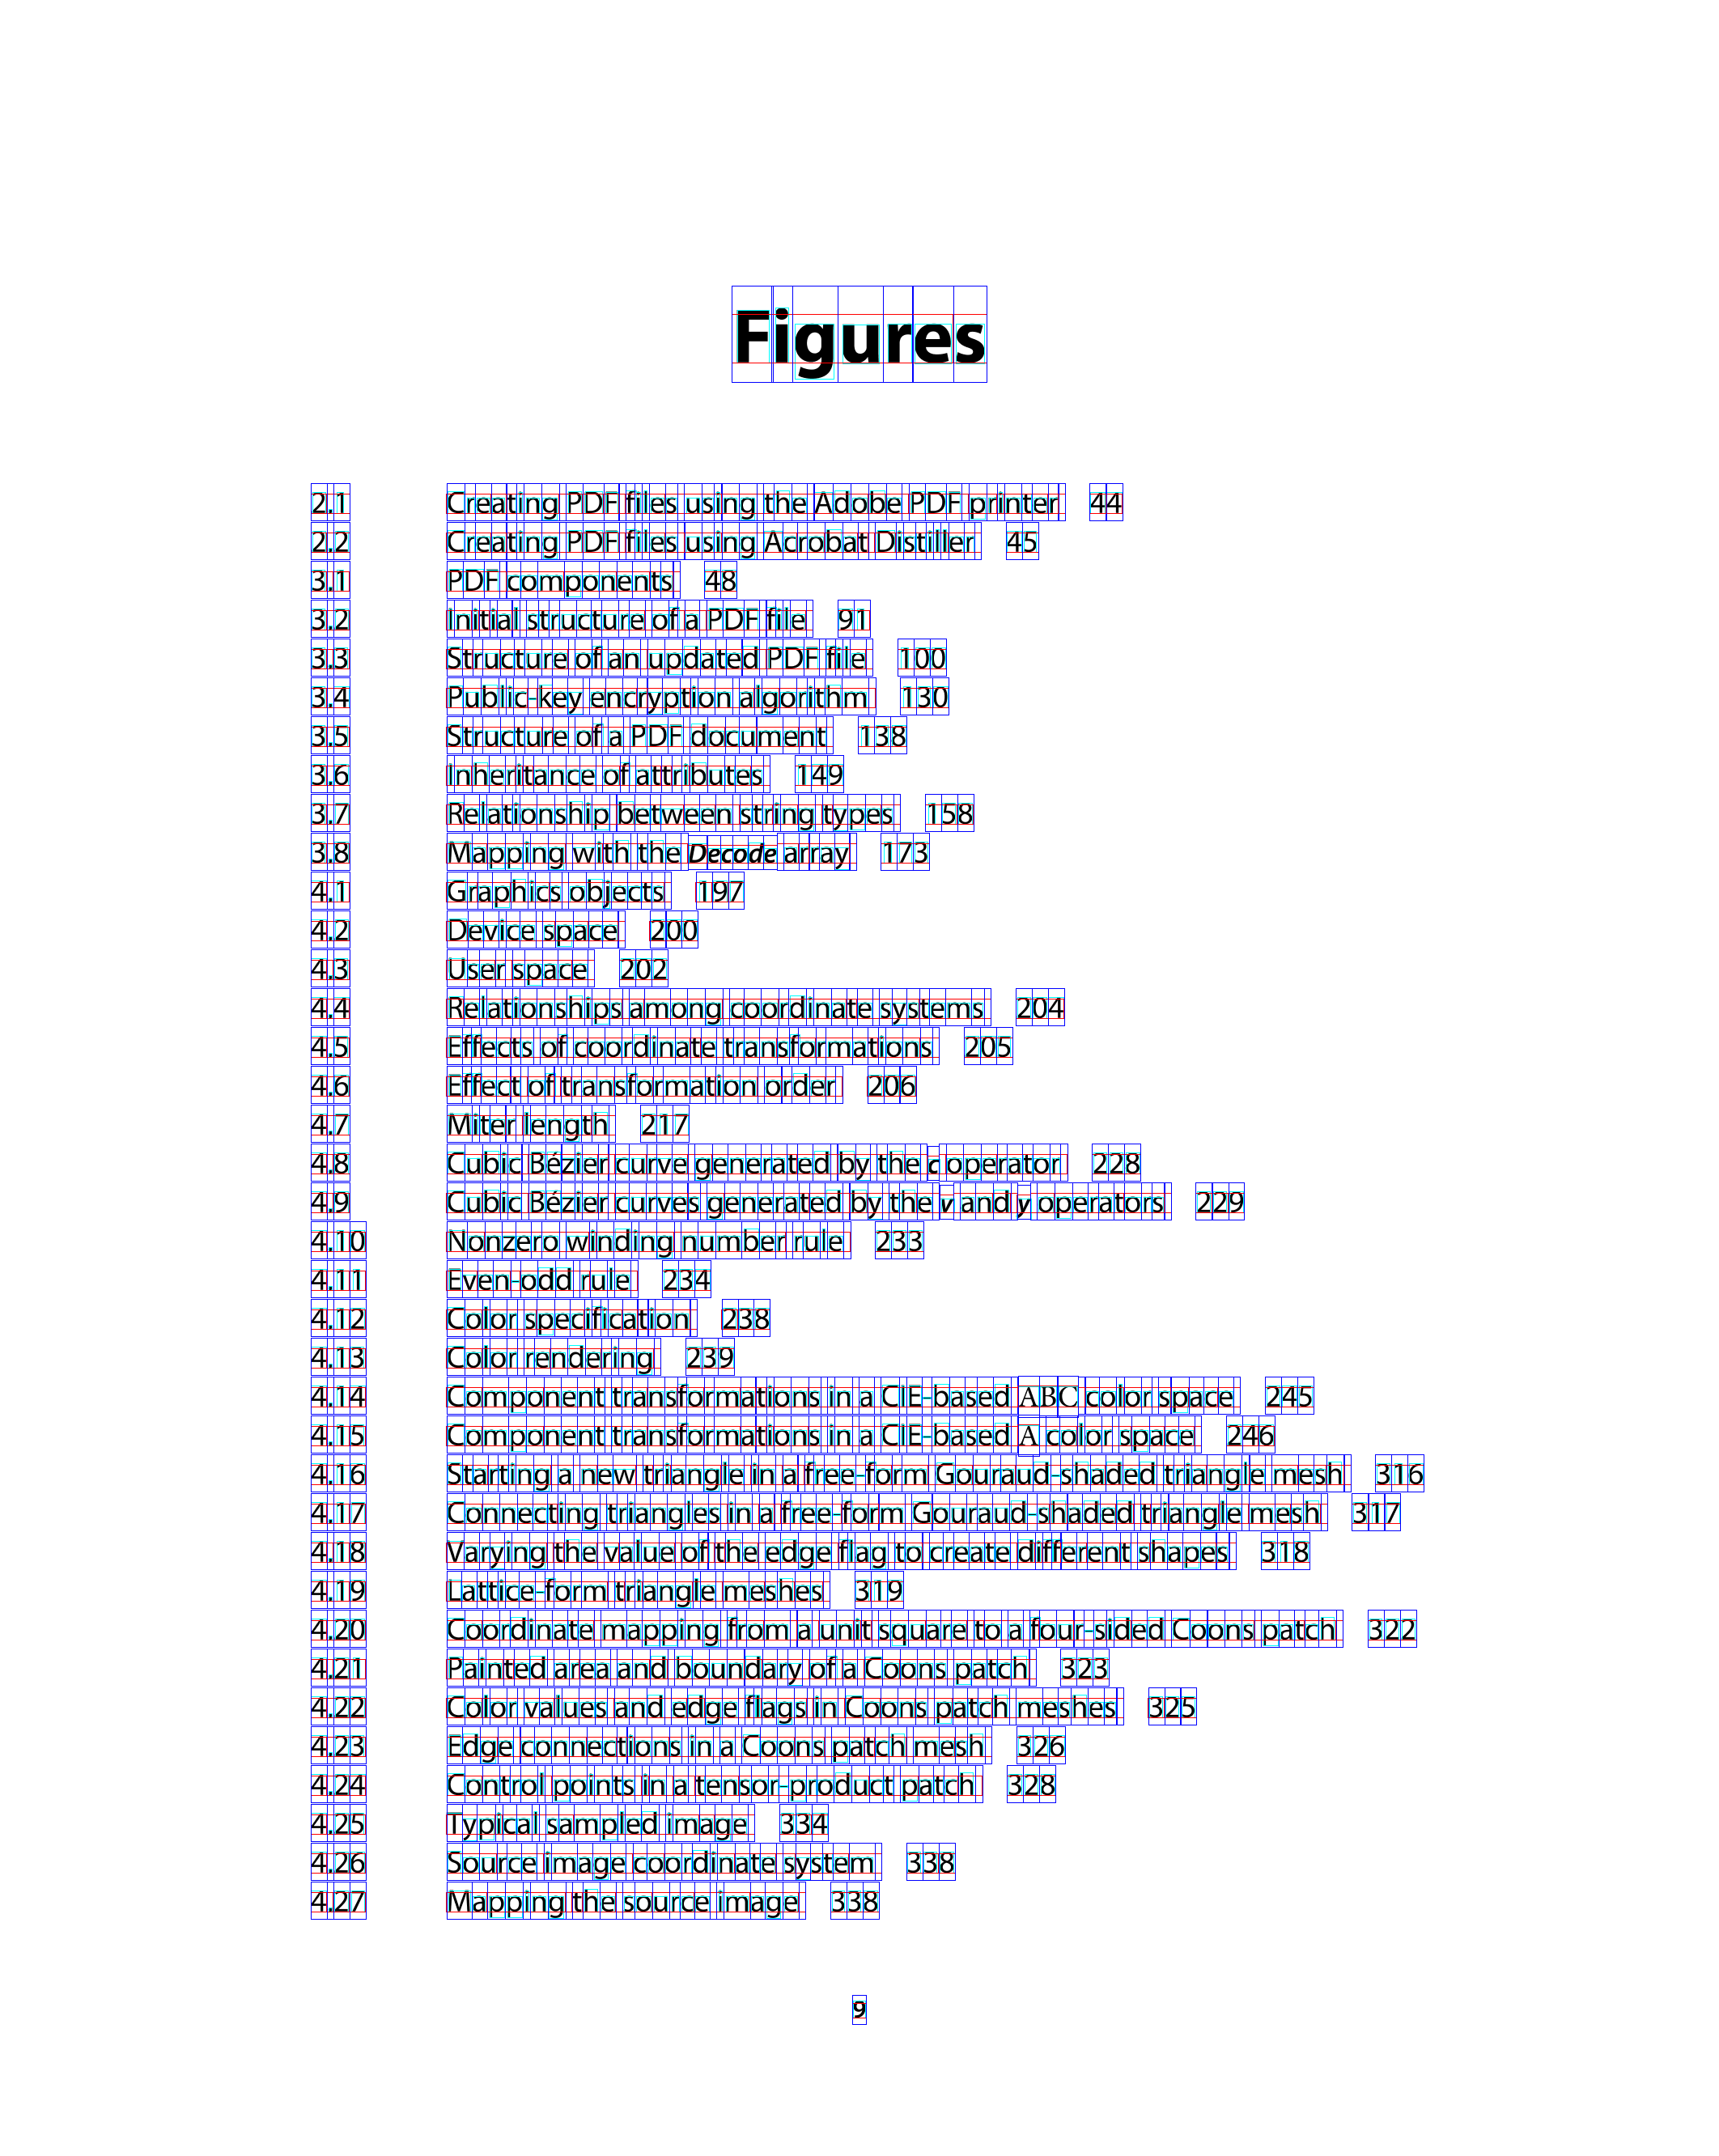 Figures
2.1 Creating PDF files using the Adobe PDF printer 44
2.2 Creating PDF files using Acrobat Distiller 45
3.1 PDF components 48
3.2 Initial structure of a PDF file 91
3.3 Structure of an updated PDF file 100
3.4 Public-key encryption algorithm 130
3.5 Structure of a PDF document 138
3.6 Inheritance of attributes 149
3.7 Relationship between string types 158
3.8 Mapping with the Decode array 173
4.1 Graphics objects 197
4.2 Device space 200
4.3 User space 202
4.4 Relationships among coordinate systems 204
4.5 Effects of coordinate transformations 205
4.6 Effect of transformation order 206
4.7 Miter length 217
4.8 Cubic Bézier curve generated by the c operator 228
4.9 Cubic Bézier curves generated by the v and y operators 229
4.10 Nonzero winding number rule 233
4.11 Even-odd rule 234
4.12 Color specification 238
4.13 Color rendering 239
4.14 Component transformations in a CIE-based ABC color space 245
4.15 Component transformations in a CIE-based A color space 246
4.16 Starting a new triangle in a free-form Gouraud-shaded triangle mesh 316
4.17 Connecting triangles in a free-form Gouraud-shaded triangle mesh 317
4.18 Varying the value of the edge flag to create different shapes 318
4.19 Lattice-form triangle meshes 319
4.20 Coordinate mapping from a unit square to a four-sided Coons patch 322
4.21 Painted area and boundary of a Coons patch 323
4.22 Color values and edge flags in Coons patch meshes 325
4.23 Edge connections in a Coons patch mesh 326
4.24 Control points in a tensor-product patch 328
4.25 Typical sampled image 334
4.26 Source image coordinate system 338
4.27 Mapping the source image 338
9